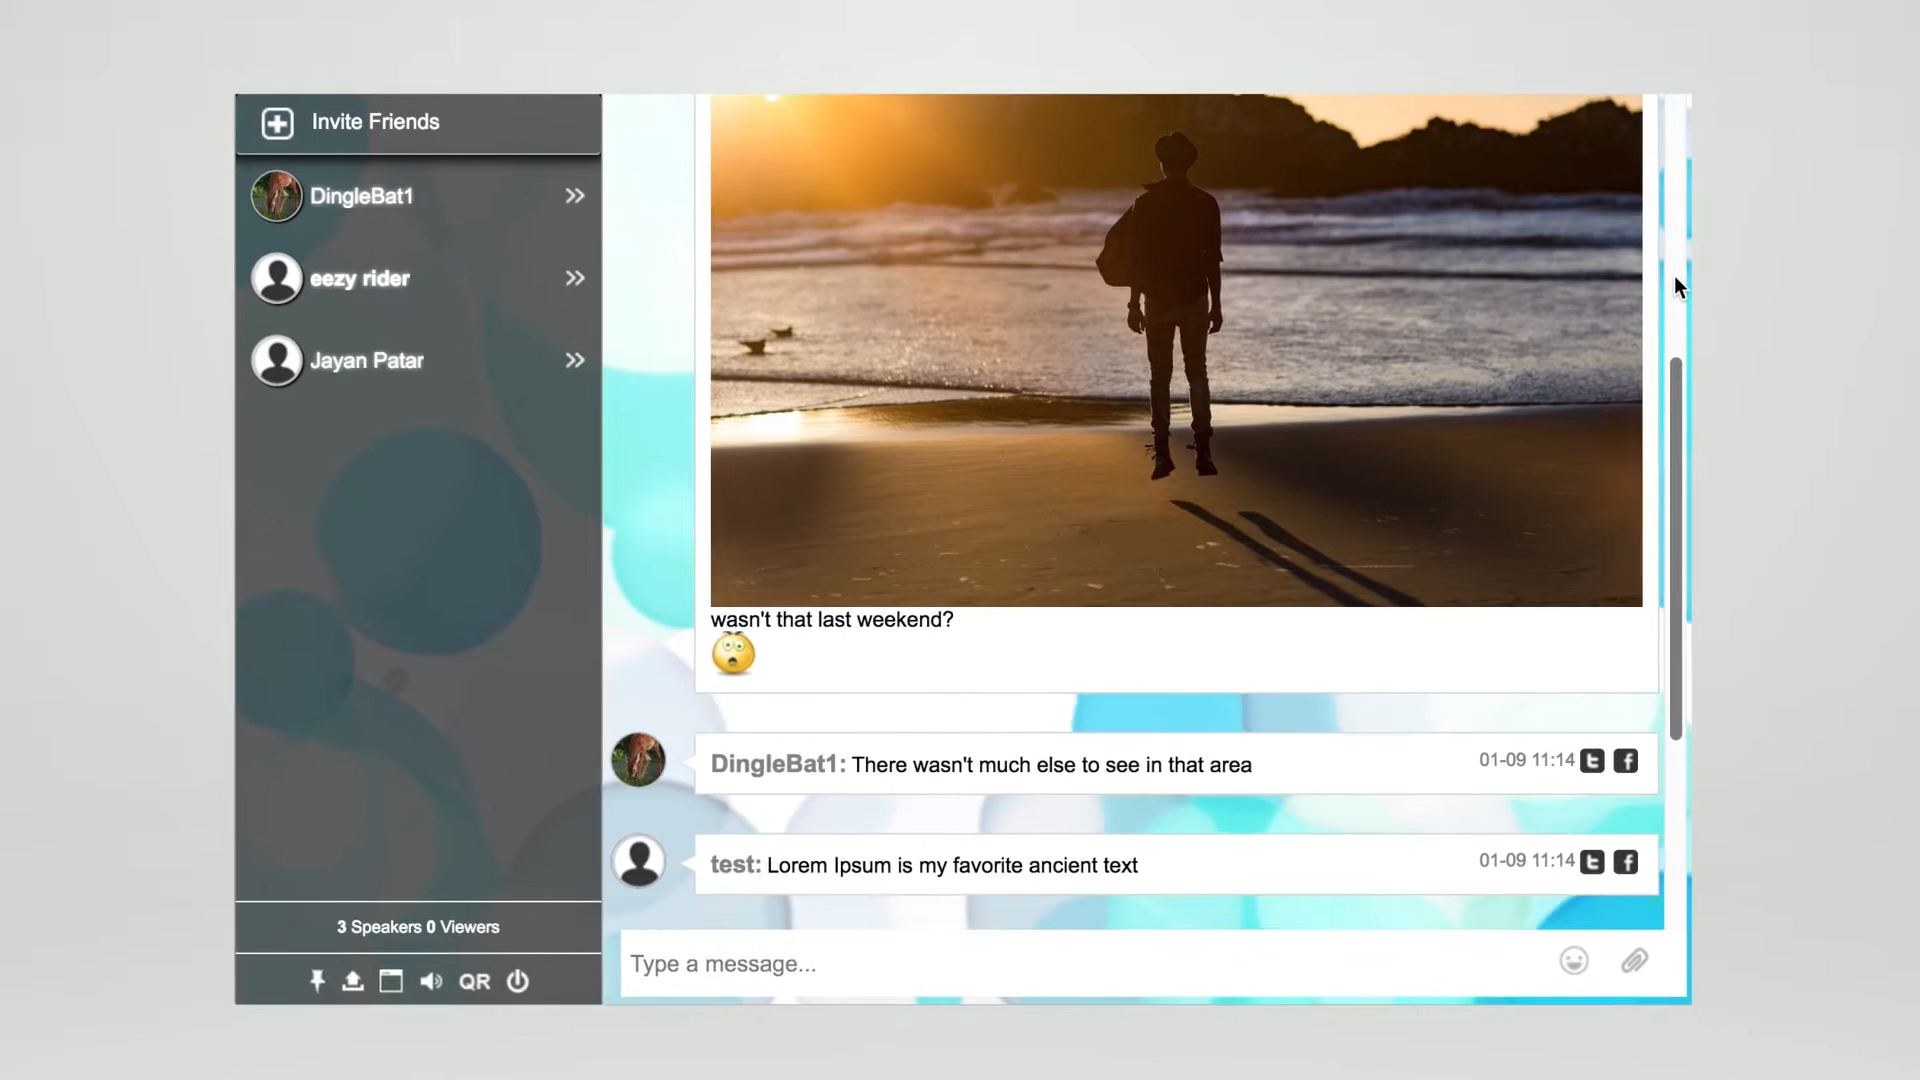 Invite Friends
DingleBat1
eezy rider
Jayan Patar
3 Speakers 0 Viewers
QR
wasn't that last weekend?
DingleBat1: There wasn't much else to see in that area 01-09 11:14
test: Lorem Ipsum is my favorite ancient text 01-09 11:14
Type a message...